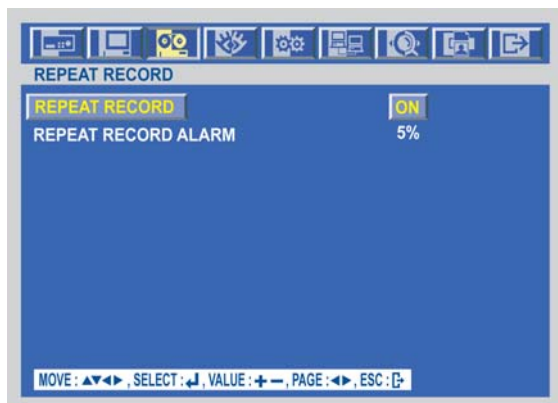 REPEAT RECORD
REPEAT RECORD ON
REPEAT RECORD ALARM 5%
MOVE : ▲▼◀▶ , SELECT : ↲ , VALUE : + − , PAGE : ◀▶ , ESC :